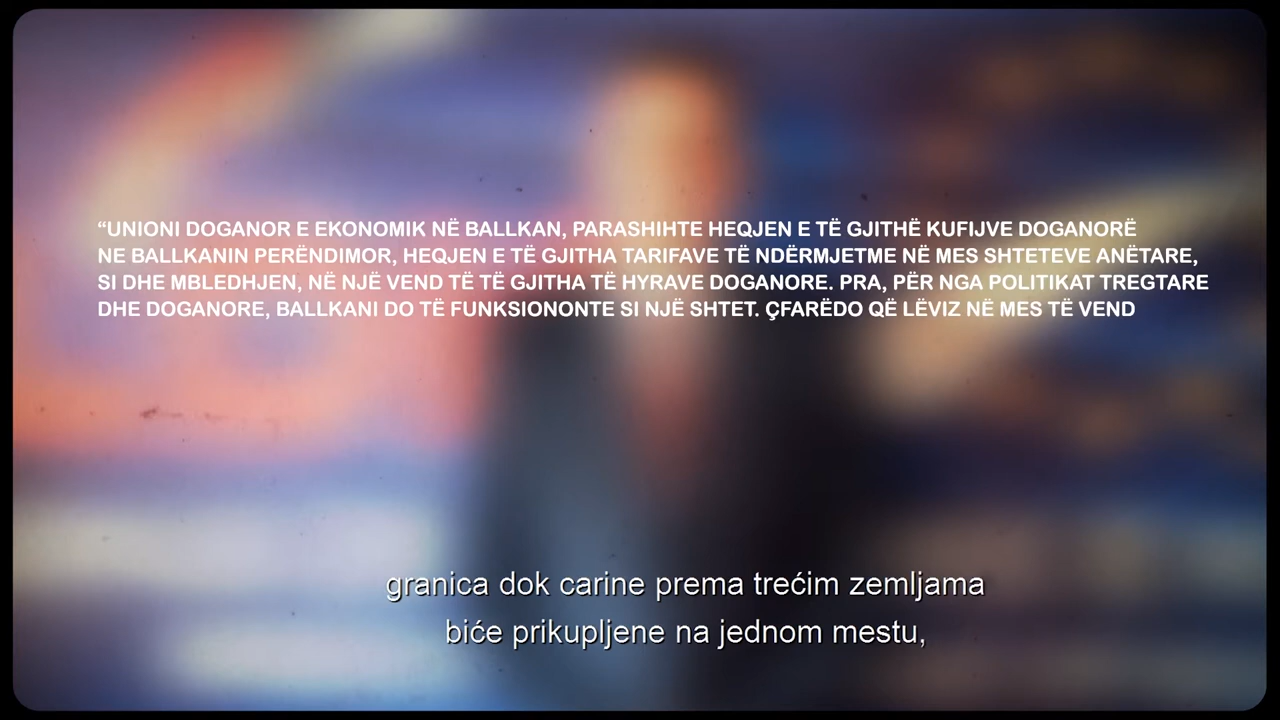 “UNIONI DOGANOR E EKONOMIK NË BALLKAN, PARASHIHTE HEQJEN E TË GJITHË KUFIJVE DOGANORË
NE BALLKANIN PERËNDIMOR, HEQJEN E TË GJITHA TARIFAVE TË NDËRMJETME NË MES SHTETEVE ANËTARE,
SI DHE MBLEDHJEN, NË NJË VEND TË TË GJITHA TË HYRAVE DOGANORE. PRA, PËR NGA POLITIKAT TREGTARE
DHE DOGANORE, BALLKANI DO TË FUNKSIONONTE SI NJË SHTET. ÇFARËDO QË LËVIZ NË MES TË VEND
granica dok carine prema trećim zemljama
biće prikupljene na jednom mestu,